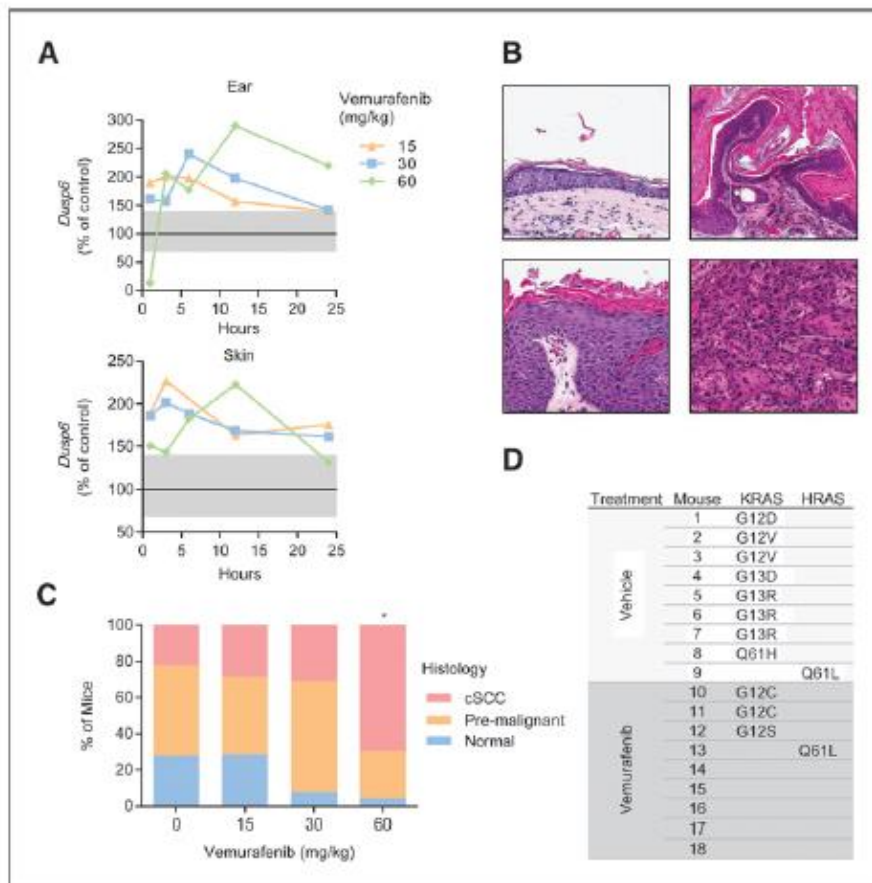 A
Ear
Vemurafenib
(mg/kg)
15
30
60
Dusp6
(% of control)
300
250
200
150
100
50
0
0 5 10 15 20 25
Hours
Skin
Dusp6
(% of control)
250
200
150
100
50
0 5 10 15 20 25
Hours
B
C
% of Mice
100
80
60
40
20
0
*
0 15 30 60
Vemurafenib (mg/kg)
Histology
cSCC
Pre-malignant
Normal
D
Treatment Mouse KRAS HRAS
Vehicle
1 G12D
2 G12V
3 G12V
4 G13D
5 G13R
6 G13R
7 G13R
8 Q61H
9 Q61L
Vemurafenib
10 G12C
11 G12C
12 G12S
13 Q61L
14
15
16
17
18